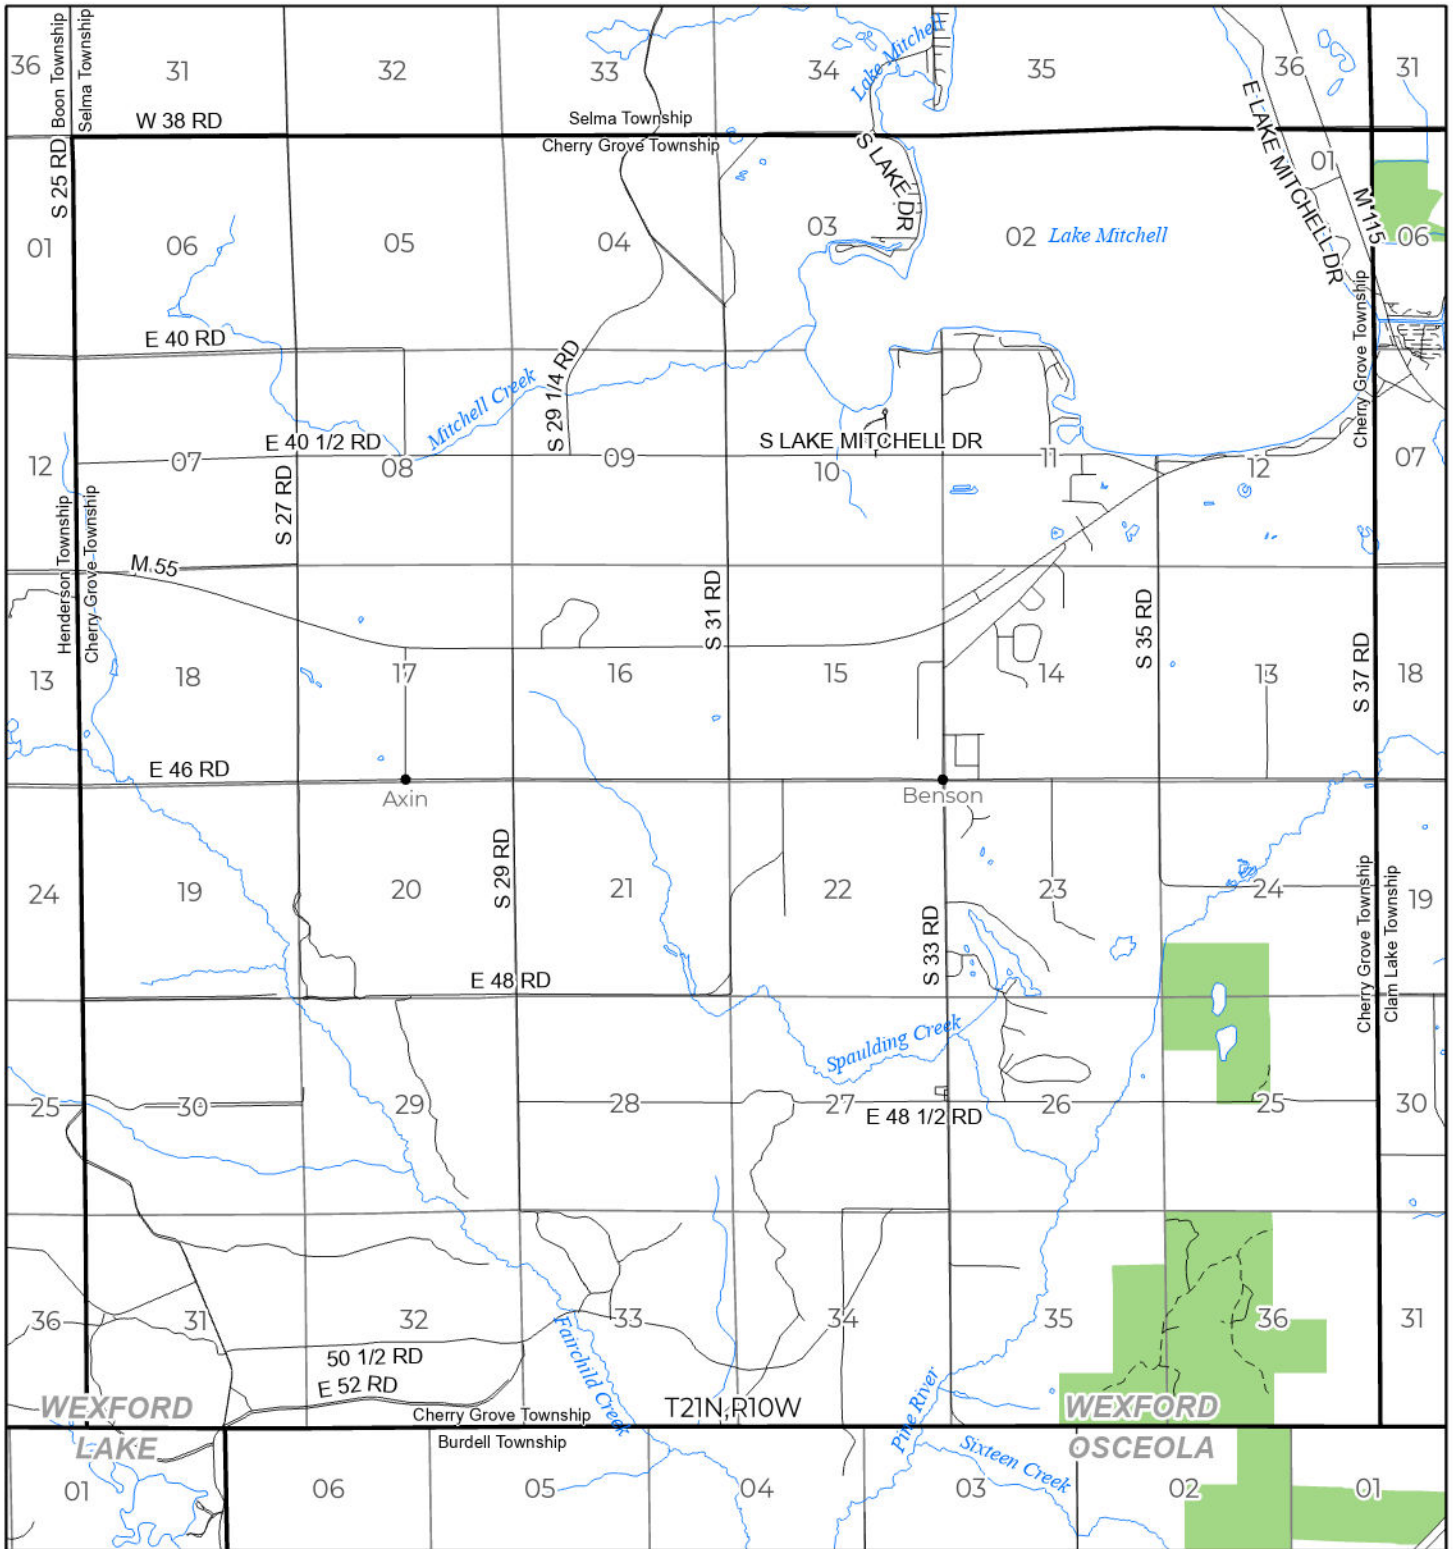 36
Boon Township
Selma Township
31
32
33
34
Lake Mitchell
35
36
31
W 38 RD
Selma Township
Cherry Grove Township
S 25 RD
S LAKE DR
E LAKE MITCHELL DR
01
M 115
01
06
05
04
03
02
Lake Mitchell
06
E 40 RD
Cherry Grove Township
Mitchell Creek
S 29 1/4 RD
E 40 1/2 RD
S LAKE MITCHELL DR
12
07
08
09
10
11
12
07
S 27 RD
Henderson Township
Cherry Grove Township
M 55
S 31 RD
S 35 RD
S 37 RD
13
18
17
16
15
14
13
18
E 46 RD
Axin
Benson
S 29 RD
24
19
20
21
22
23
24
19
Cherry Grove Township
Clam Lake Township
S 33 RD
E 48 RD
Spaulding Creek
25
30
29
28
27
26
25
30
E 48 1/2 RD
36
31
32
33
34
35
36
31
Fairchild Creek
50 1/2 RD
E 52 RD
Pine River
WEXFORD
Cherry Grove Township
T21N,R10W
WEXFORD
LAKE
Burdell Township
OSCEOLA
Sixteen Creek
01
06
05
04
03
02
01